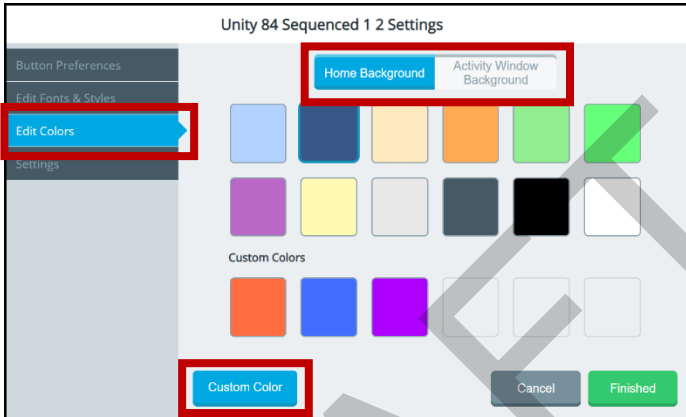 Unity 84 Sequenced 1 2 Settings
Button Preferences
Edit Fonts & Styles
Edit Colors
Settings
Home Background
Activity Window
Background
Custom Colors
Custom Color
Cancel
Finished